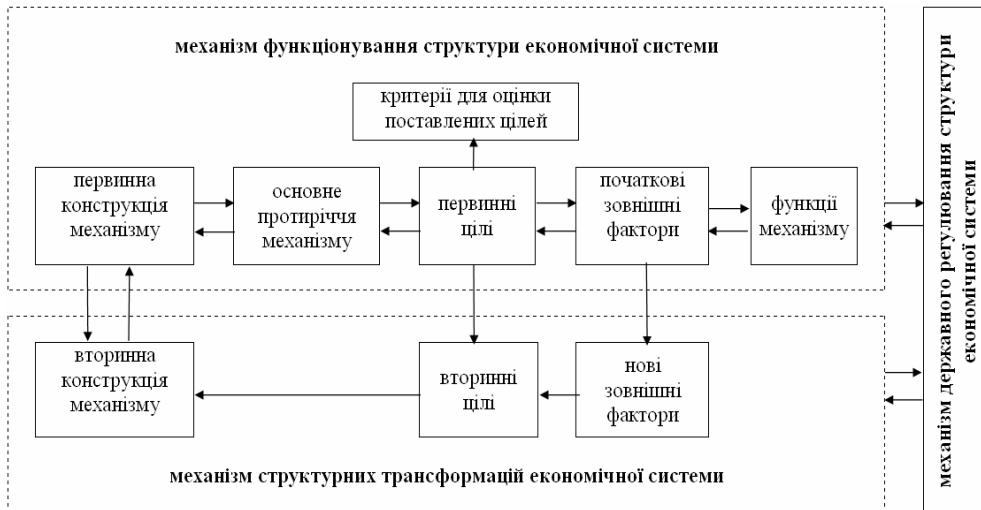 механізм функціонування структури економічної системи
критерії для оцінки
поставлених цілей
первинна
конструкція
механізму
основне
протиріччя
механізму
первинні
цілі
початкові
зовнішні
фактори
функції
механізму
вторинна
конструкція
механізму
вторинні
цілі
нові
зовнішні
фактори
механізм структурних трансформацій економічної системи
механізм державного регулювання структури
економічної системи